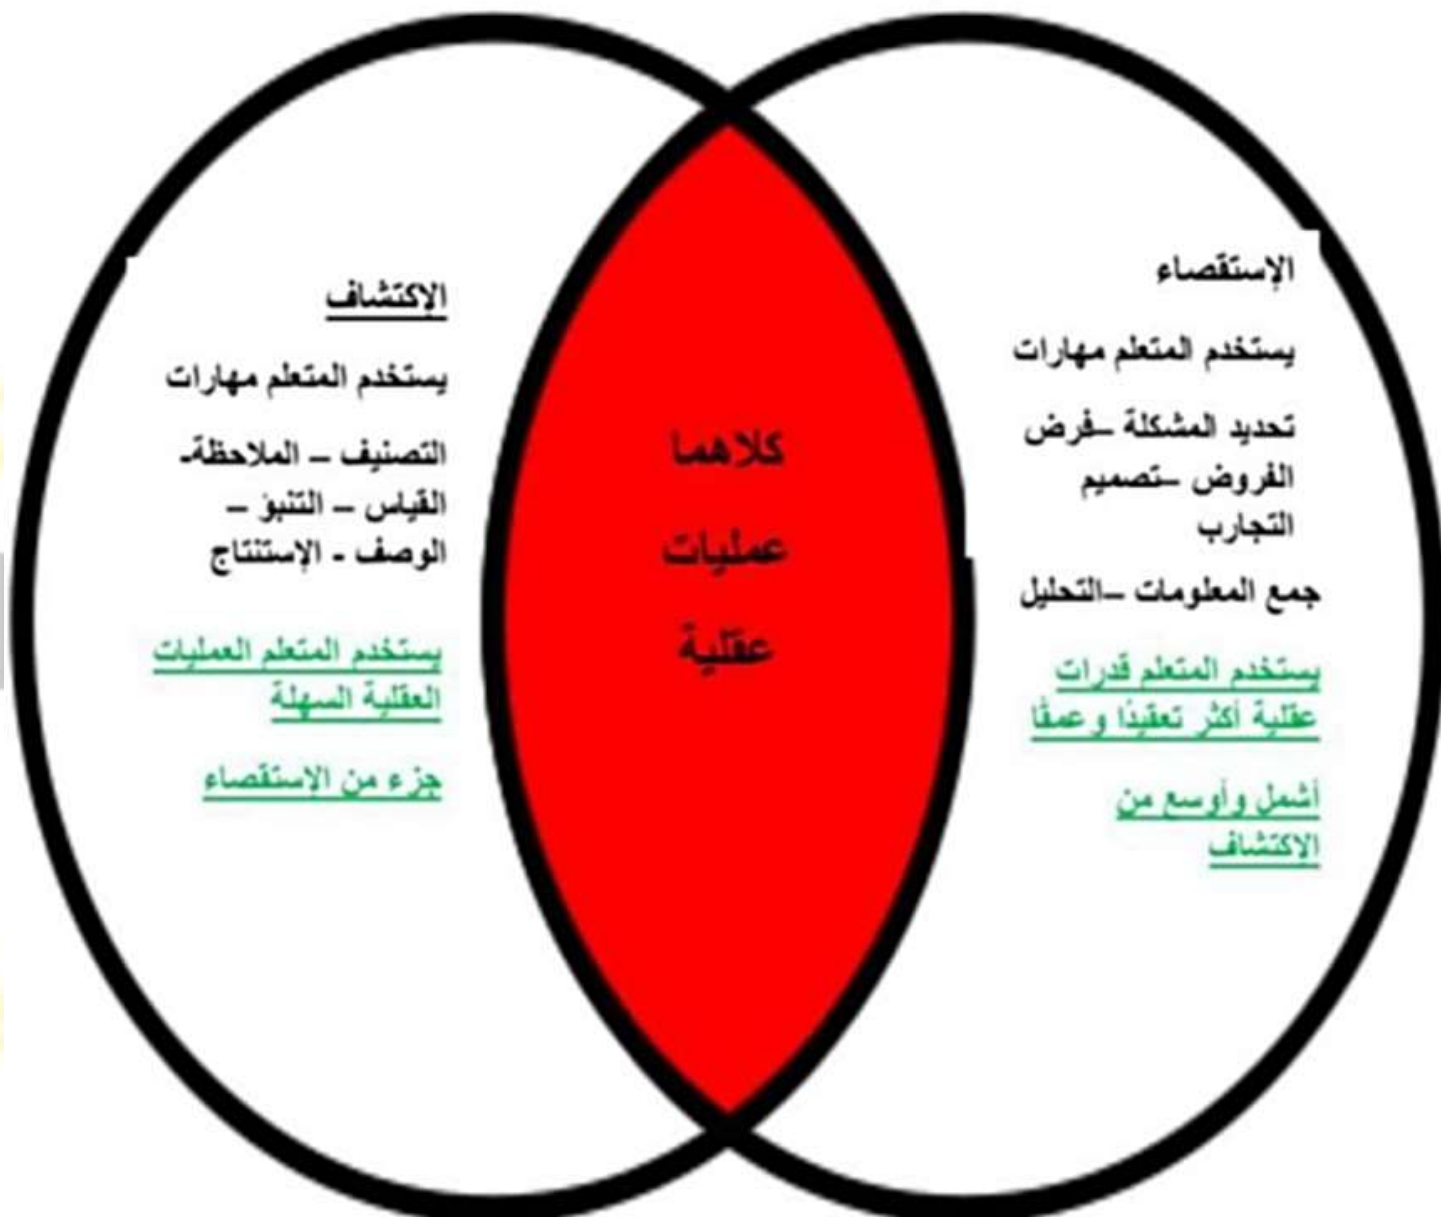 الإستقصاء
يستخدم المتعلم مهارات
تحديد المشكلة –فرض
الفروض –تصميم
التجارب
جمع المعلومات –التحليل
يستخدم المتعلم قدرات
عقلية أكثر تعقيدًا وعمقًا
أشمل وأوسع من
الإكتشاف
كلاهما
عمليات
عقلية
الإكتشاف
يستخدم المتعلم مهارات
التصنيف – الملاحظة-
القياس – التنبؤ –
الوصف - الإستنتاج
يستخدم المتعلم العمليات
العقلية السهلة
جزء من الإستقصاء